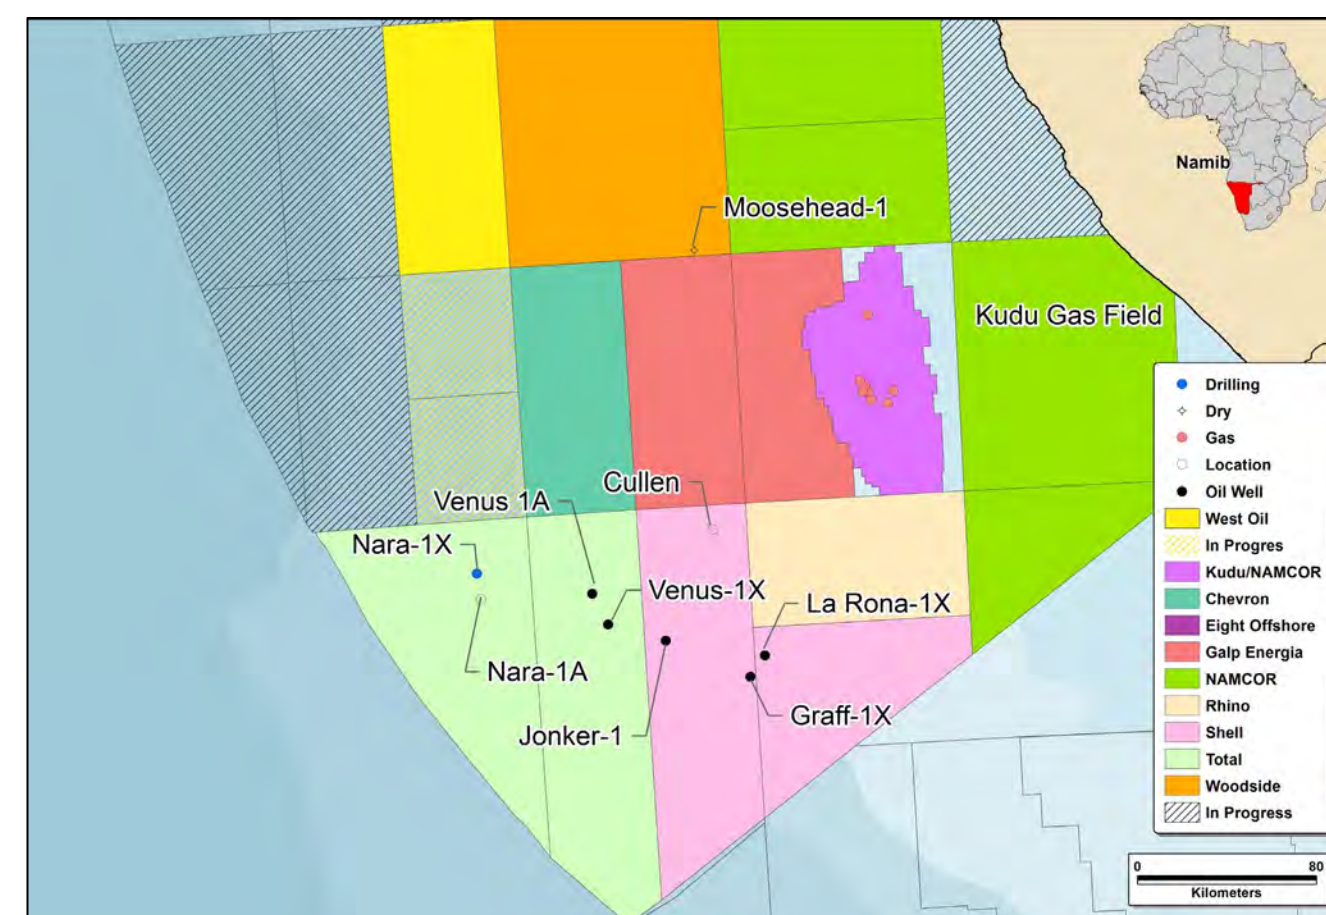 Namib
Moosehead-1
Kudu Gas Field
Cullen
Venus 1A
Nara-1X
Venus-1X
La Rona-1X
Nara-1A
Graff-1X
Jonker-1
Drilling
Dry
Gas
Location
Oil Well
West Oil
In Progres
Kudu/NAMCOR
Chevron
Eight Offshore
Galp Energia
NAMCOR
Rhino
Shell
Total
Woodside
In Progress
0 80
Kilometers